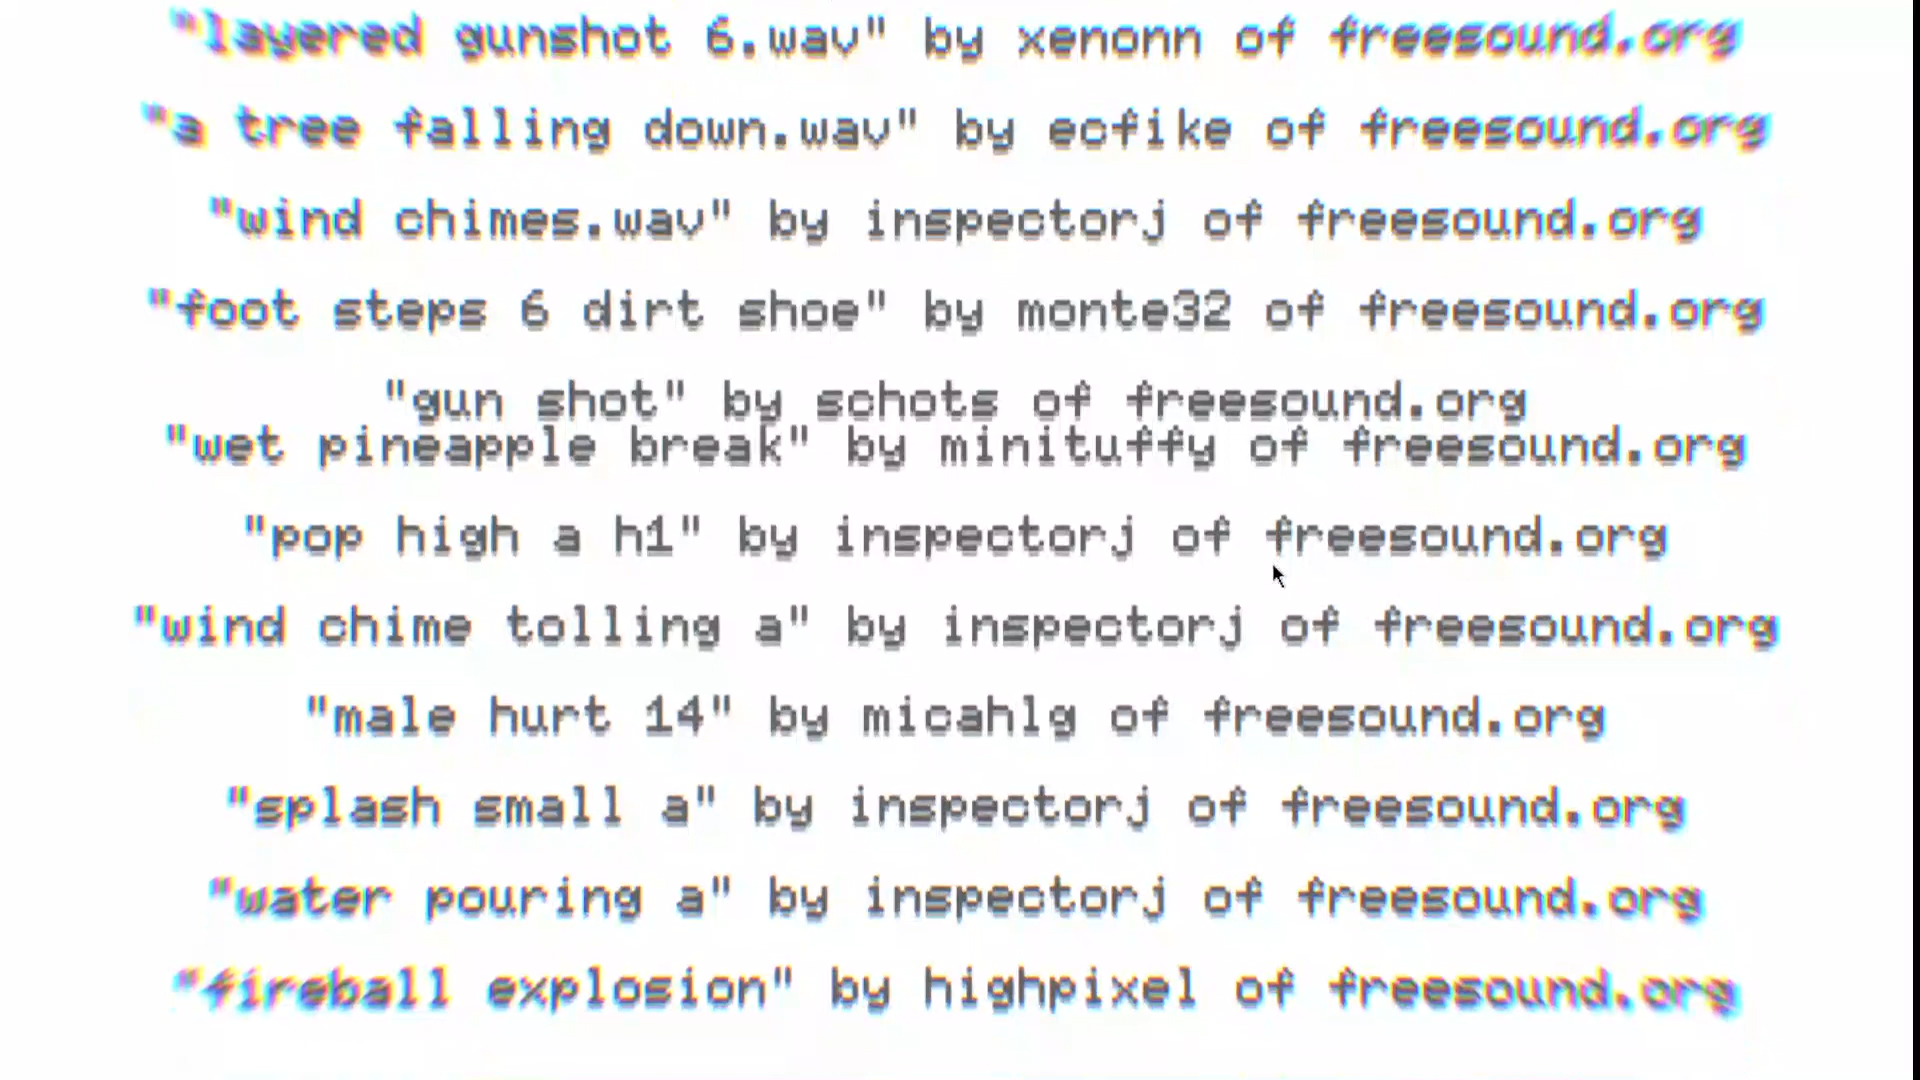 "layered gunshot 6.wav" by xenonn of freesound.org
"a tree falling down.wav" by ecfike of freesound.org
"wind chimes.wav" by inspectorj of freesound.org
"foot steps 6 dirt shoe" by monte32 of freesound.org
"gun shot" by schots of freesound.org
"wet pineapple break" by minituffy of freesound.org
"pop high a h1" by inspectorj of freesound.org
"wind chime tolling a" by inspectorj of freesound.org
"male hurt 14" by micahlg of freesound.org
"splash small a" by inspectorj of freesound.org
"water pouring a" by inspectorj of freesound.org
"fireball explosion" by highpixel of freesound.org